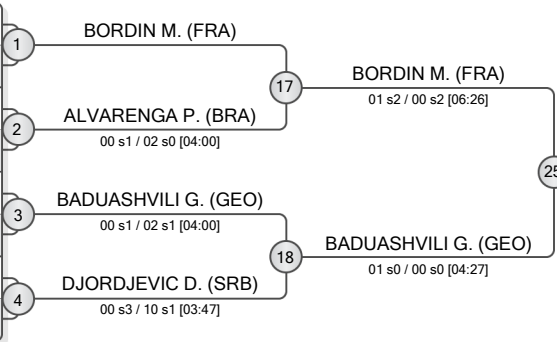 1
BORDIN M. (FRA)
17
BORDIN M. (FRA)
01 s2 / 00 s2 [06:26]
2
ALVARENGA P. (BRA)
00 s1 / 02 s0 [04:00]
25
3
BADUASHVILI G. (GEO)
00 s1 / 02 s1 [04:00]
18
BADUASHVILI G. (GEO)
01 s0 / 00 s0 [04:27]
4
DJORDJEVIC D. (SRB)
00 s3 / 10 s1 [03:47]